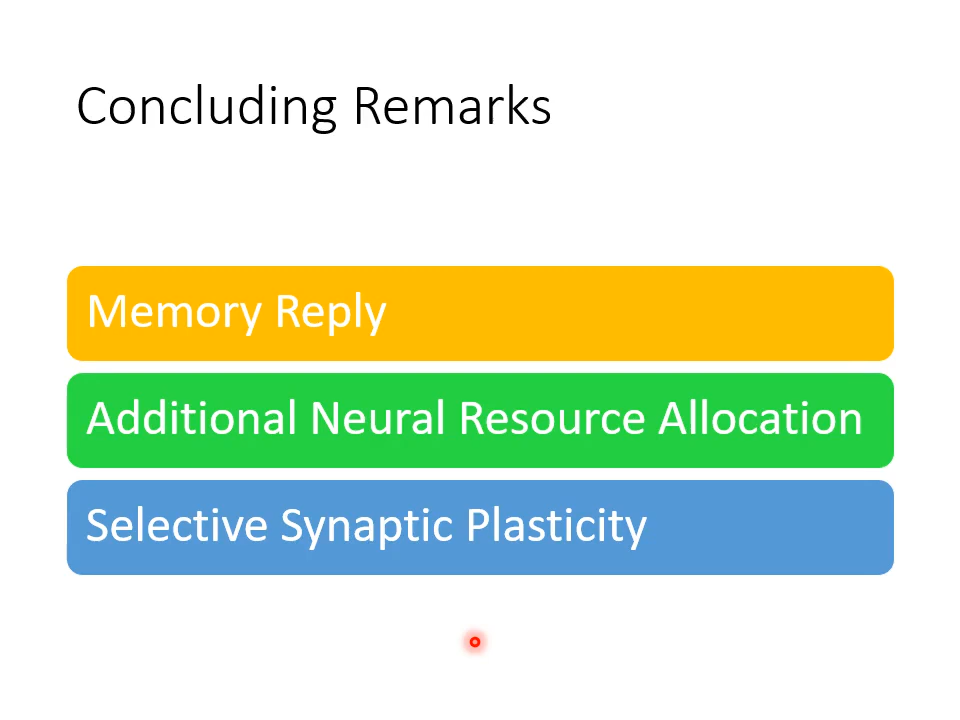 Concluding Remarks
Memory Reply
Additional Neural Resource Allocation
Selective Synaptic Plasticity